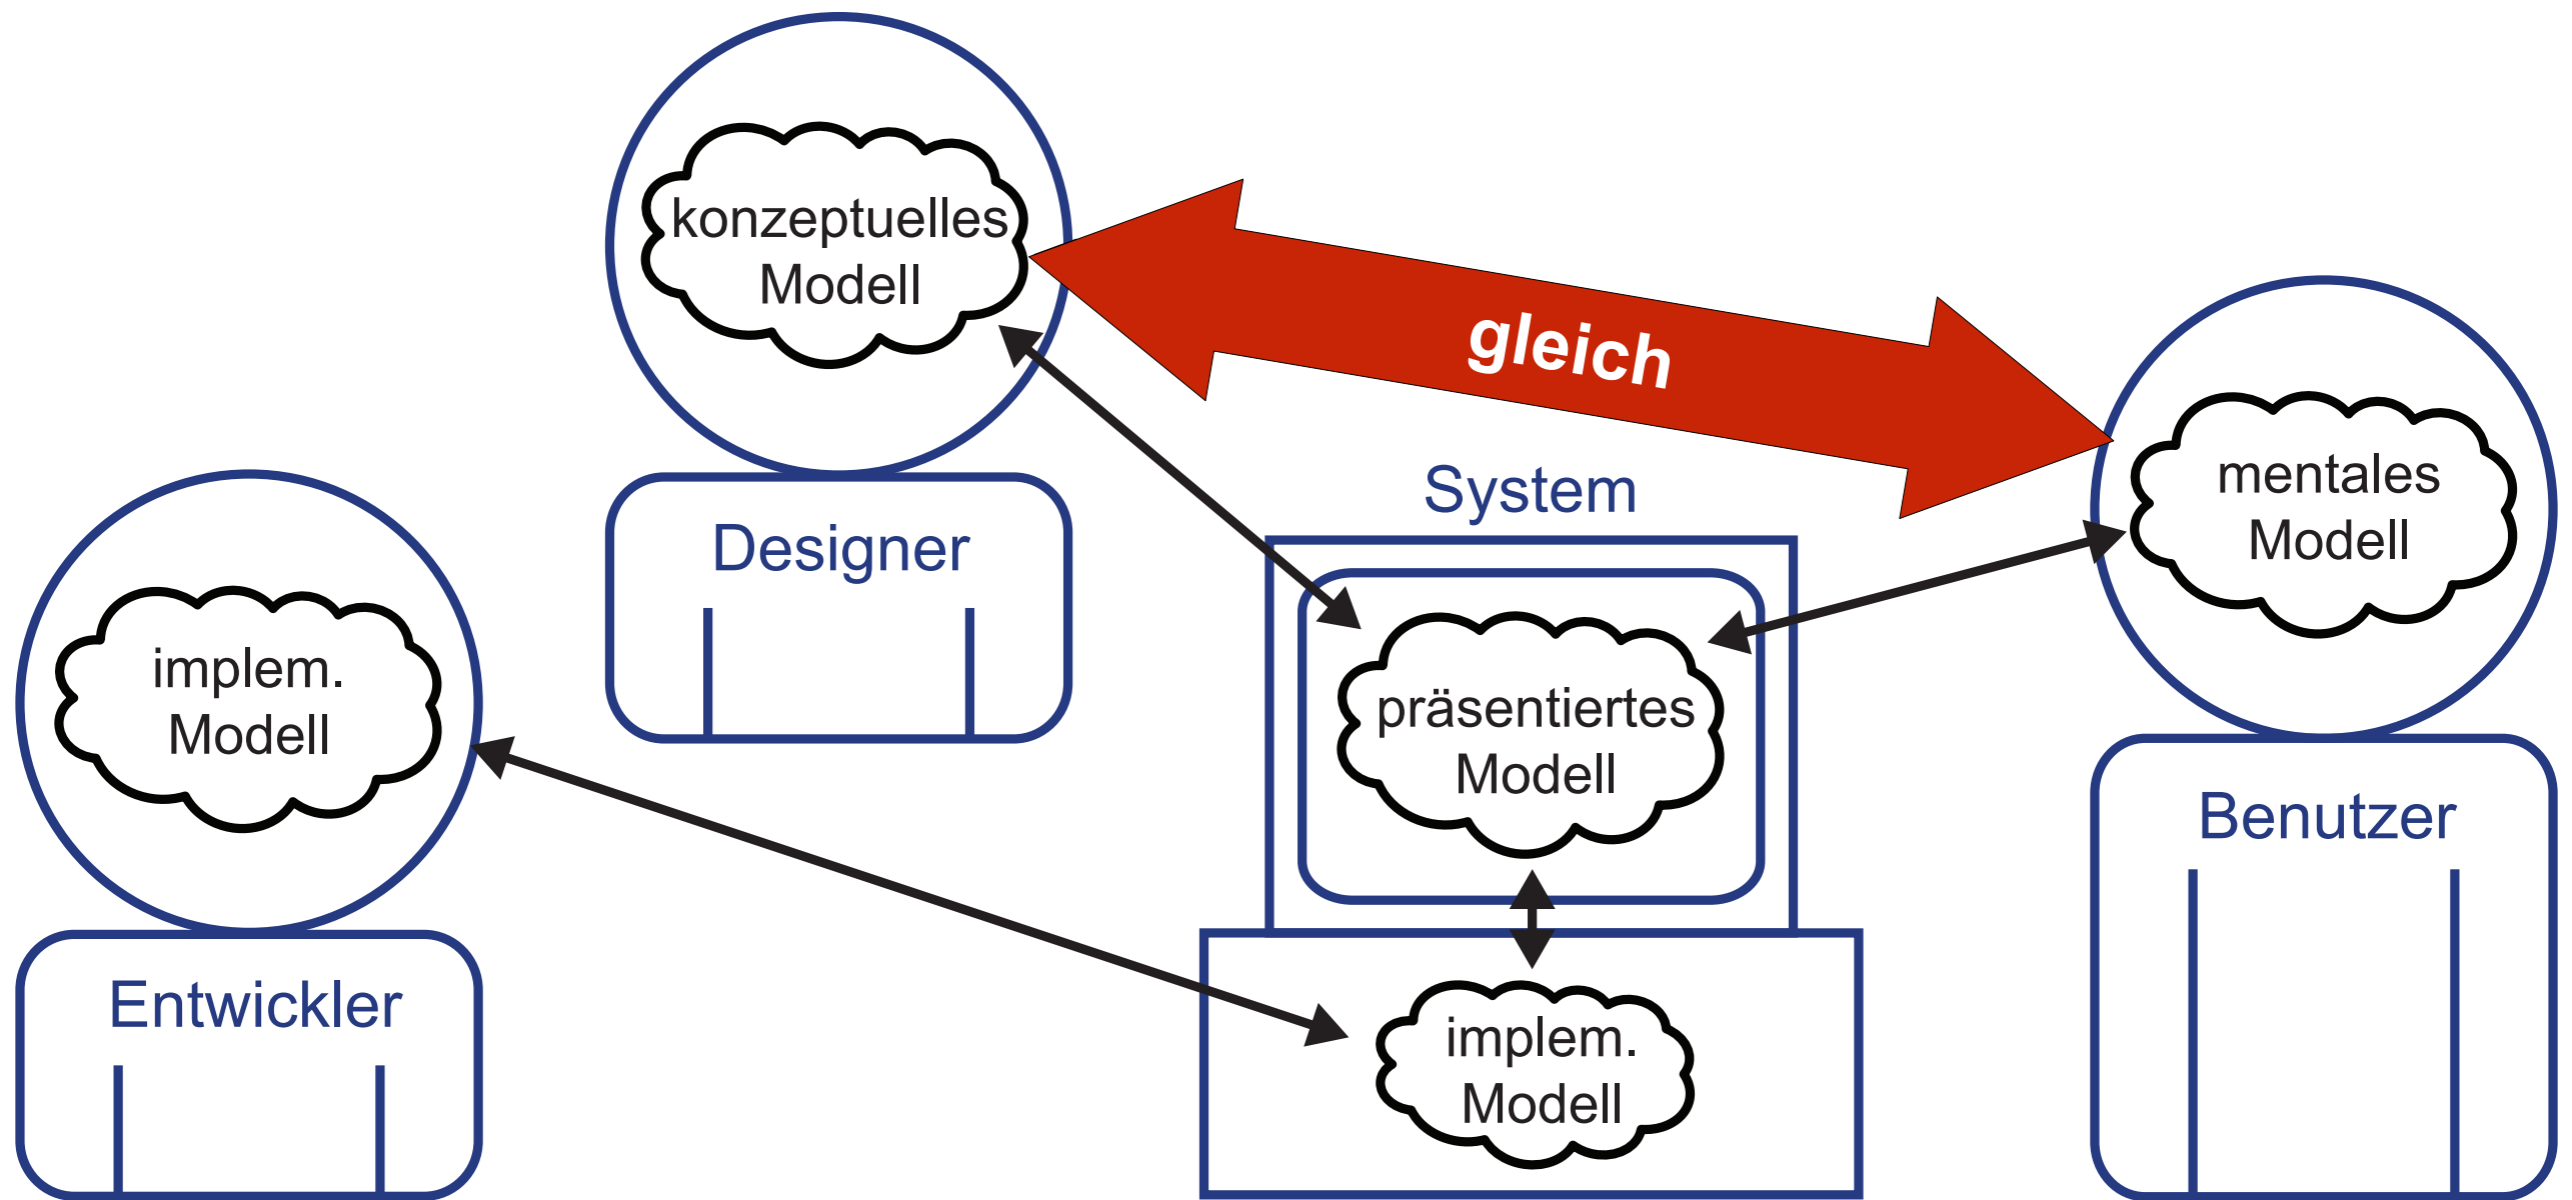 konzeptuelles
Modell
gleich
System
mentales
Modell
Designer
implem.
Modell
präsentiertes
Modell
Benutzer
Entwickler
implem.
Modell